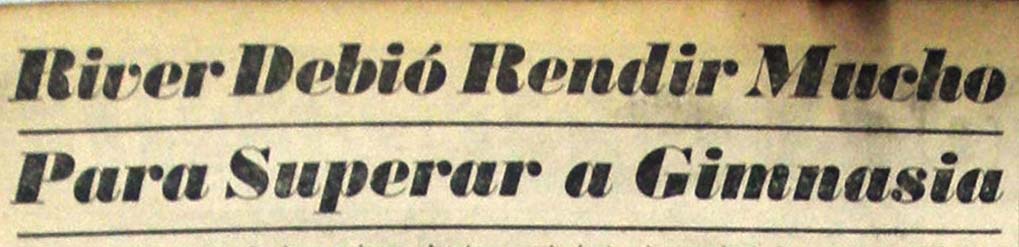 River Debió Rendir Mucho
Para Superar a Gimnasia